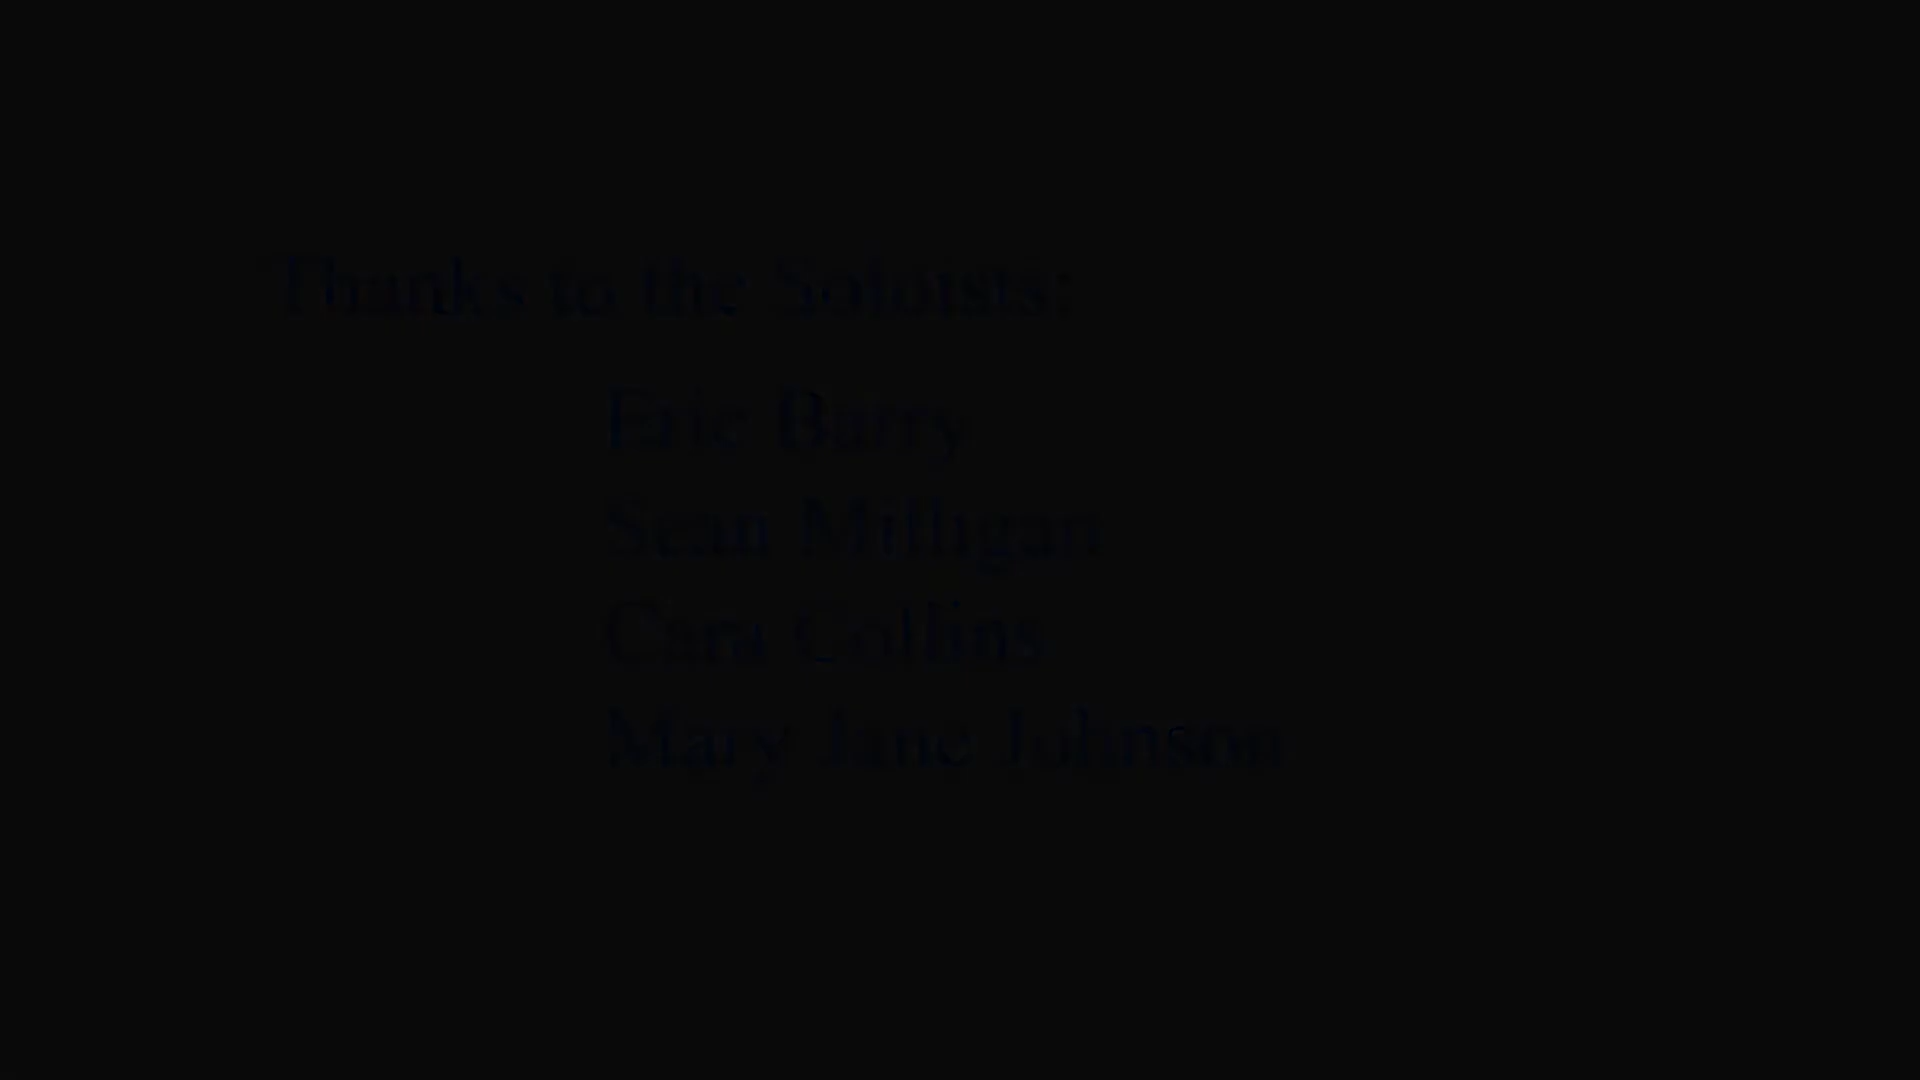 Thanks to the Soloists:
Eric Barry
Sean Milligan
Cara Collins
Mary Jane Johnson